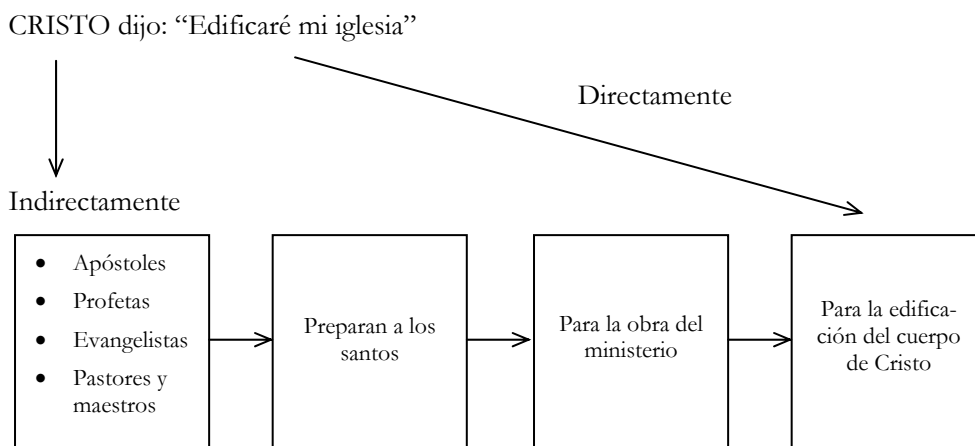 CRISTO dijo: “Edificaré mi iglesia”
Directamente
Indirectamente
• Apóstoles
• Profetas
• Evangelistas
• Pastores y
maestros
Preparan a los
santos
Para la obra del
ministerio
Para la edifica-
ción del cuerpo
de Cristo